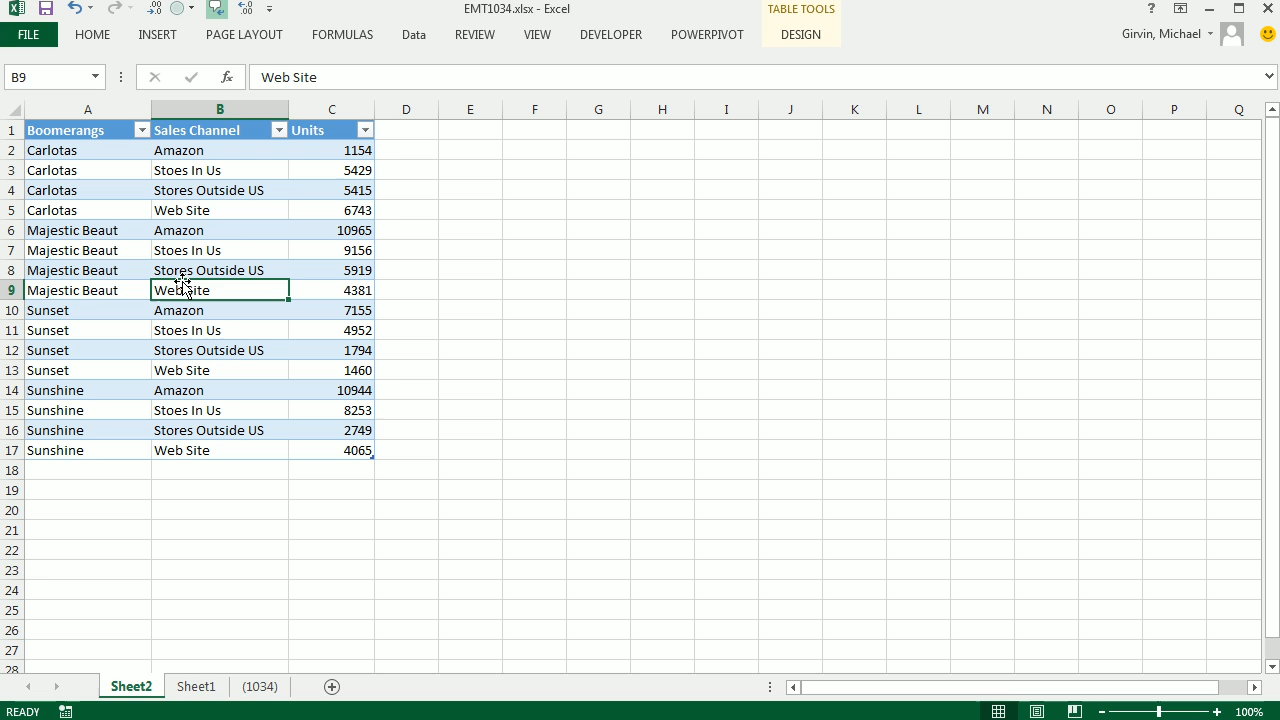 EMT1034.xlsx - Excel
TABLE TOOLS
?
FILE HOME INSERT PAGE LAYOUT FORMULAS Data REVIEW VIEW DEVELOPER POWERPIVOT DESIGN Girvin, Michael
B9 fx Web Site
A B C D E F G H I J K L M N O P Q
1 Boomerangs Sales Channel Units
2 Carlotas Amazon 1154
3 Carlotas Stoes In Us 5429
4 Carlotas Stores Outside US 5415
5 Carlotas Web Site 6743
6 Majestic Beaut Amazon 10965
7 Majestic Beaut Stoes In Us 9156
8 Majestic Beaut Stores Outside US 5919
9 Majestic Beaut Web Site 4381
10 Sunset Amazon 7155
11 Sunset Stoes In Us 4952
12 Sunset Stores Outside US 1794
13 Sunset Web Site 1460
14 Sunshine Amazon 10944
15 Sunshine Stoes In Us 8253
16 Sunshine Stores Outside US 2749
17 Sunshine Web Site 4065
18
19
20
21
22
23
24
25
26
27
28
Sheet2 Sheet1 (1034)
READY 100%